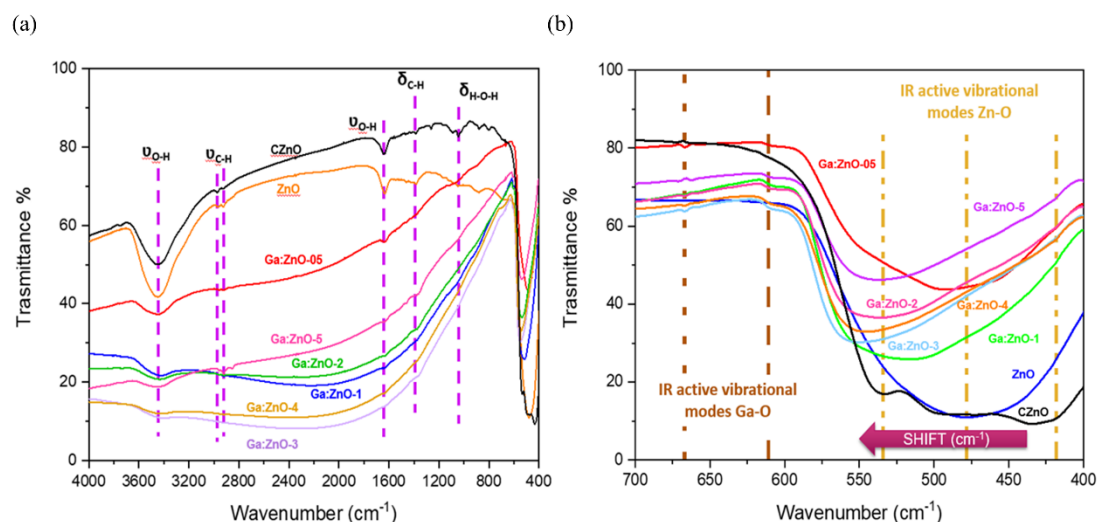 (a)
(b)
Trasmittance %
100
80
60
40
20
0
4000 3600 3200 2800 2400 2000 1600 1200 800 400
Wavenumber (cm-1)
υO-H
υC-H
υO-H
δC-H
δH-O-H
CZnO
ZnO
Ga:ZnO-05
Ga:ZnO-5
Ga:ZnO-2
Ga:ZnO-1
Ga:ZnO-4
Ga:ZnO-3
Trasmittance %
100
80
60
40
20
0
700 650 600 550 500 450 400
Wavenumber (cm-1)
IR active vibrational
modes Zn-O
Ga:ZnO-05
Ga:ZnO-5
Ga:ZnO-2
Ga:ZnO-4
Ga:ZnO-3
Ga:ZnO-1
ZnO
CZnO
IR active vibrational
modes Ga-O
SHIFT (cm-1)